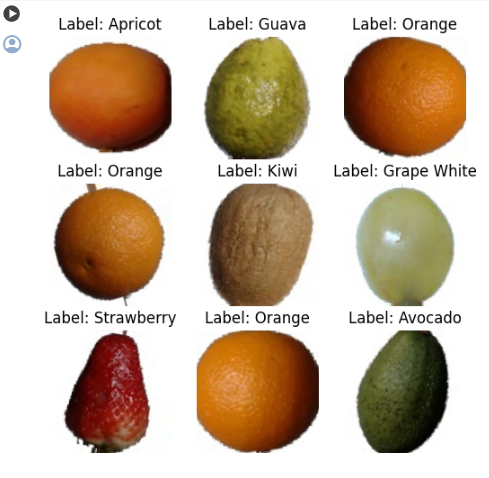 Label: Apricot Label: Guava Label: Orange
Label: Orange Label: Kiwi Label: Grape White
Label: Strawberry Label: Orange Label: Avocado